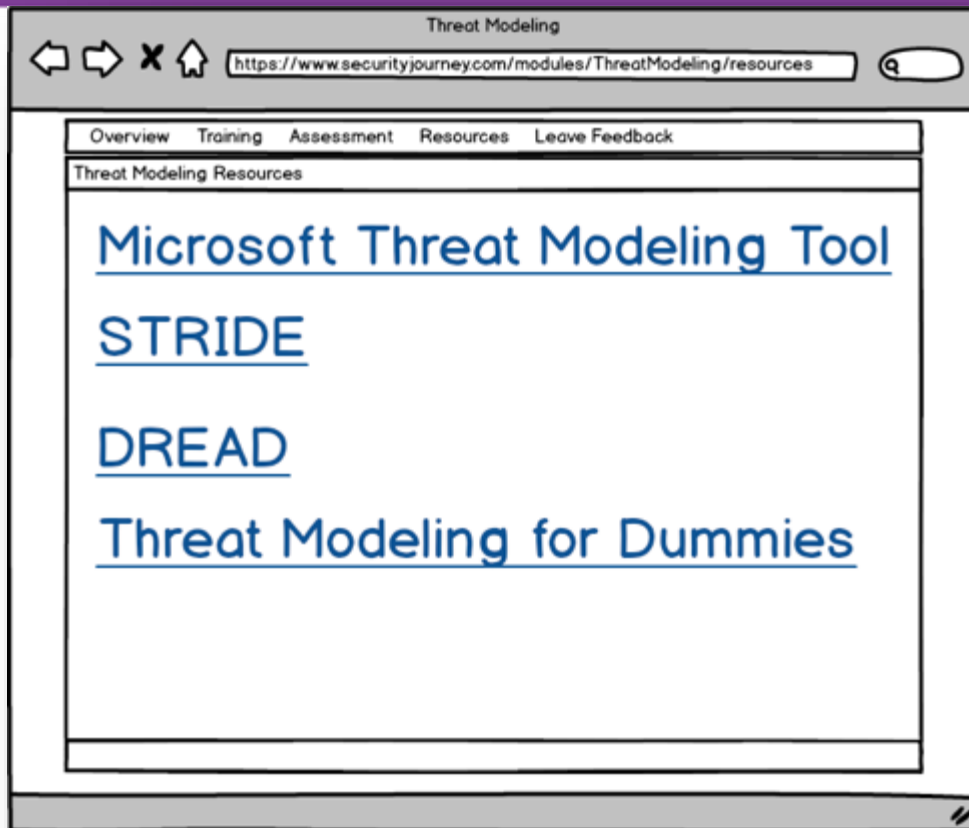 Threat Modeling
https://www.securityjourney.com/modules/ThreatModeling/resources
Overview Training Assessment Resources Leave Feedback
Threat Modeling Resources
Microsoft Threat Modeling Tool
STRIDE
DREAD
Threat Modeling for Dummies